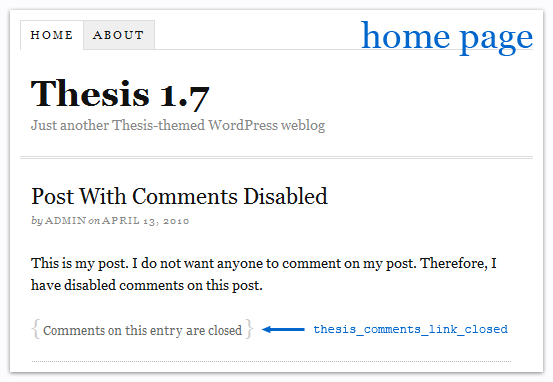 HOME ABOUT
home page
Thesis 1.7
Just another Thesis-themed WordPress weblog
Post With Comments Disabled
by ADMIN on APRIL 13, 2010
This is my post. I do not want anyone to comment on my post. Therefore, I
have disabled comments on this post.
{ Comments on this entry are closed } thesis_comments_link_closed